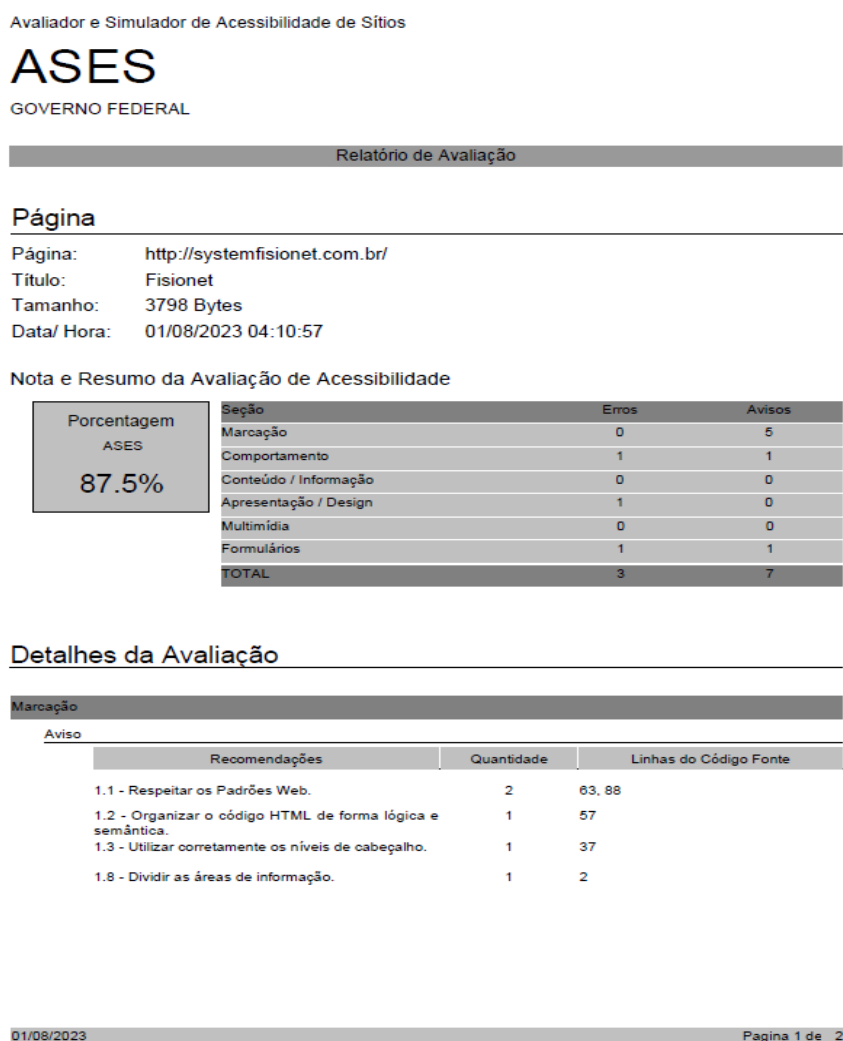 Avaliador e Simulador de Acessibilidade de Sítios
ASES
GOVERNO FEDERAL
Relatório de Avaliação
Página
Página: http://systemfisionet.com.br/
Título: Fisionet
Tamanho: 3798 Bytes
Data/ Hora: 01/08/2023 04:10:57
Nota e Resumo da Avaliação de Acessibilidade
Porcentagem
ASES
87.5%
Seção Erros Avisos
Marcação 0 5
Comportamento 1 1
Conteúdo / Informação 0 0
Apresentação / Design 1 0
Multimídia 0 0
Formulários 1 1
TOTAL 3 7
Detalhes da Avaliação
Marcação
Aviso
Recomendações Quantidade Linhas do Código Fonte
1.1 - Respeitar os Padrões Web. 2 63, 88
1.2 - Organizar o código HTML de forma lógica e 1 57
semântica.
1.3 - Utilizar corretamente os níveis de cabeçalho. 1 37
1.8 - Dividir as áreas de informação. 1 2
01/08/2023 Pagina 1 de 2